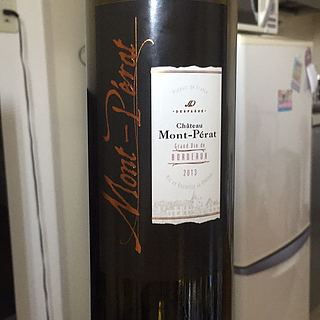 Mont-Pérat
DESPAGNE
Château
Mont-Pérat
Grand Vin de
BORDEAUX
2013